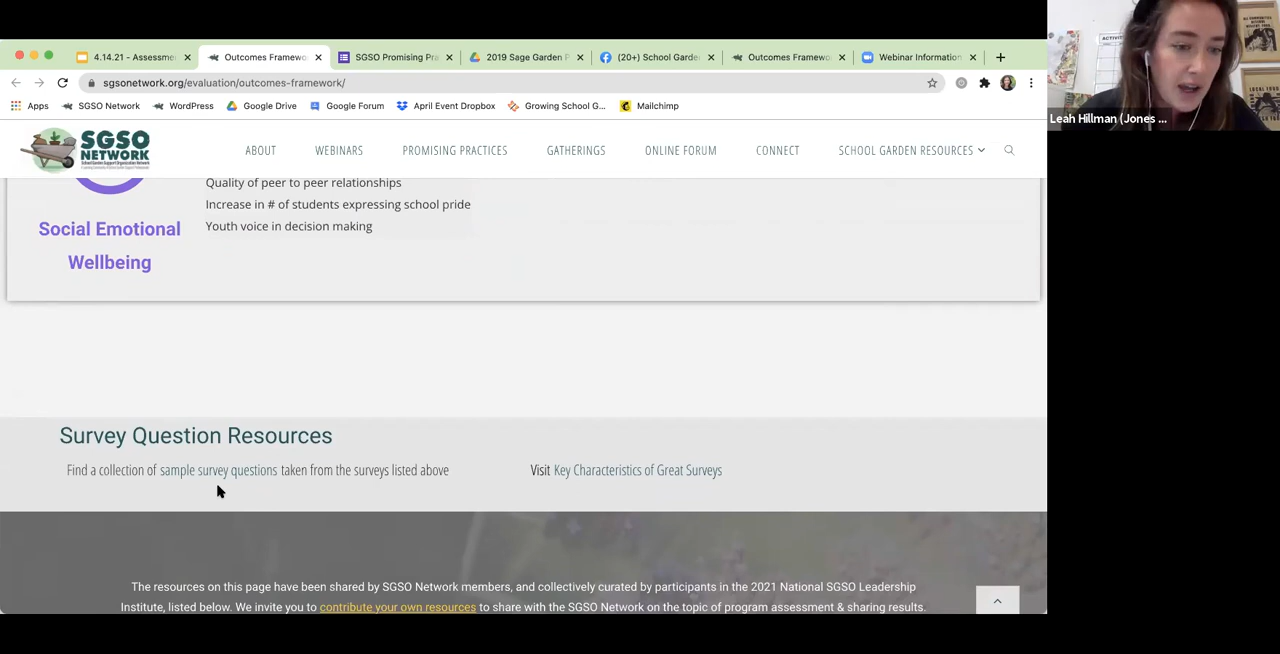 4.14.21 - Assessme
Outcomes Framewo
SGSO Promising Pra
2019 Sage Garden P
(20+) School Garde
Outcomes Framewo
Webinar Information
sgsonetwork.org/evaluation/outcomes-framework/
Apps
SGSO Network
WordPress
Google Drive
Google Forum
April Event Dropbox
Growing School G...
Mailchimp
SGSO
NETWORK
ABOUT
WEBINARS
PROMISING PRACTICES
GATHERINGS
ONLINE FORUM
CONNECT
SCHOOL GARDEN RESOURCES
Quality of peer to peer relationships
Increase in # of students expressing school pride
Youth voice in decision making
Social Emotional
Wellbeing
Survey Question Resources
Find a collection of sample survey questions taken from the surveys listed above
Visit Key Characteristics of Great Surveys
The resources on this page have been shared by SGSO Network members, and collectively curated by participants in the 2021 National SGSO Leadership
Institute, listed below. We invite you to contribute your own resources to share with the SGSO Network on the topic of program assessment & sharing results.
Leah Hillman (Jones ...